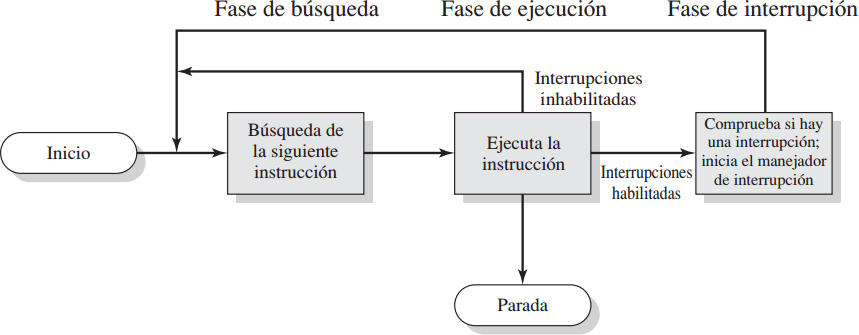 Fase de búsqueda
Fase de ejecución
Fase de interrupción
Interrupciones
inhabilitadas
Inicio
Búsqueda de
la siguiente
instrucción
Ejecuta la
instrucción
Interrupciones
habilitadas
Comprueba si hay
una interrupción;
inicia el manejador
de interrupción
Parada